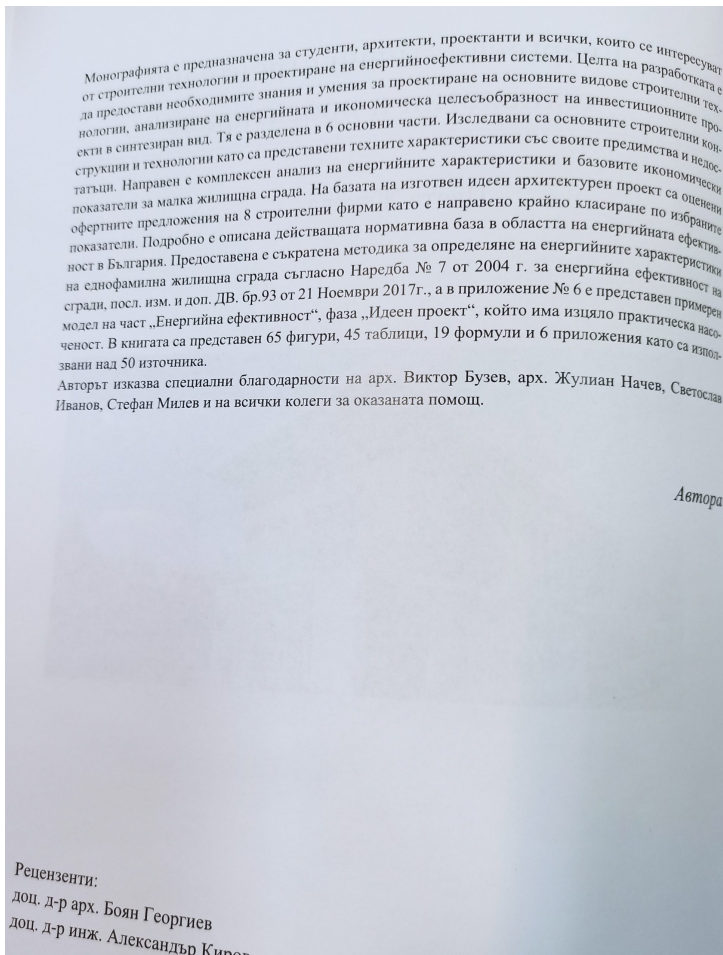 Монографията е предназначена за студенти, архитекти, проектанти и всички, които се интересуват
от строителни технологии и проектиране на енергийноефективни системи. Целта на разработката е
да предостави необходимите знания и умения за проектиране на основните видове строителни тех-
нологии, анализиране на енергийната и икономическа целесъобразност на инвестиционните про-
екти в синтезиран вид. Тя е разделена в 6 основни части. Изследвани са основните строителни кон-
струкции и технологии като са представени техните характеристики със своите предимства и недос-
татъци. Направен е комплексен анализ на енергийните характеристики и базовите икономически
показатели за малка жилищна сграда. На базата на изготвен идеен архитектурен проект са оценени
офертните предложения на 8 строителни фирми като е направено крайно класиране по избраните
показатели. Подробно е описана действащата нормативна база в областта на енергийната ефектив-
ност в България. Предоставена е съкратена методика за определяне на енергийните характеристики
на еднофамилна жилищна сграда съгласно Наредба № 7 от 2004 г. за енергийна ефективност на
сгради, посл. изм. и доп. ДВ. бр.93 от 21 Ноември 2017г., а в приложение № 6 е представен примерен
модел на част „Енергийна ефективност“, фаза „Идеен проект“, който има изцяло практическа насо-
ченост. В книгата са представен 65 фигури, 45 таблици, 19 формули и 6 приложения като са изпол-
звани над 50 източника.
Авторът изказва специални благодарности на арх. Виктор Бузев, арх. Жулиан Начев, Светослав
Иванов, Стефан Милев и на всички колеги за оказаната помощ.
Автора
Рецензенти:
доц. д-р арх. Боян Георгиев
доц. д-р инж. Александър Киров